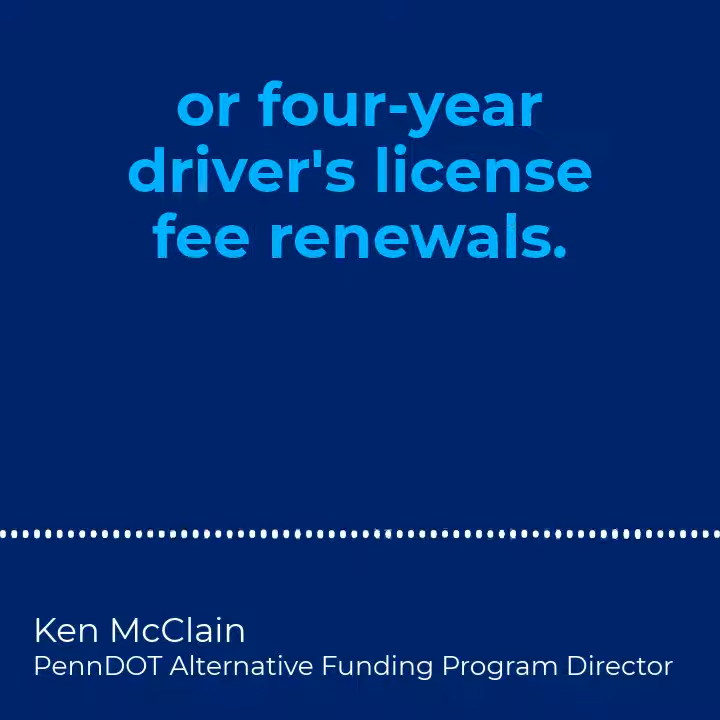 or four-year
driver's license
fee renewals.
Ken McClain
PennDOT Alternative Funding Program Director